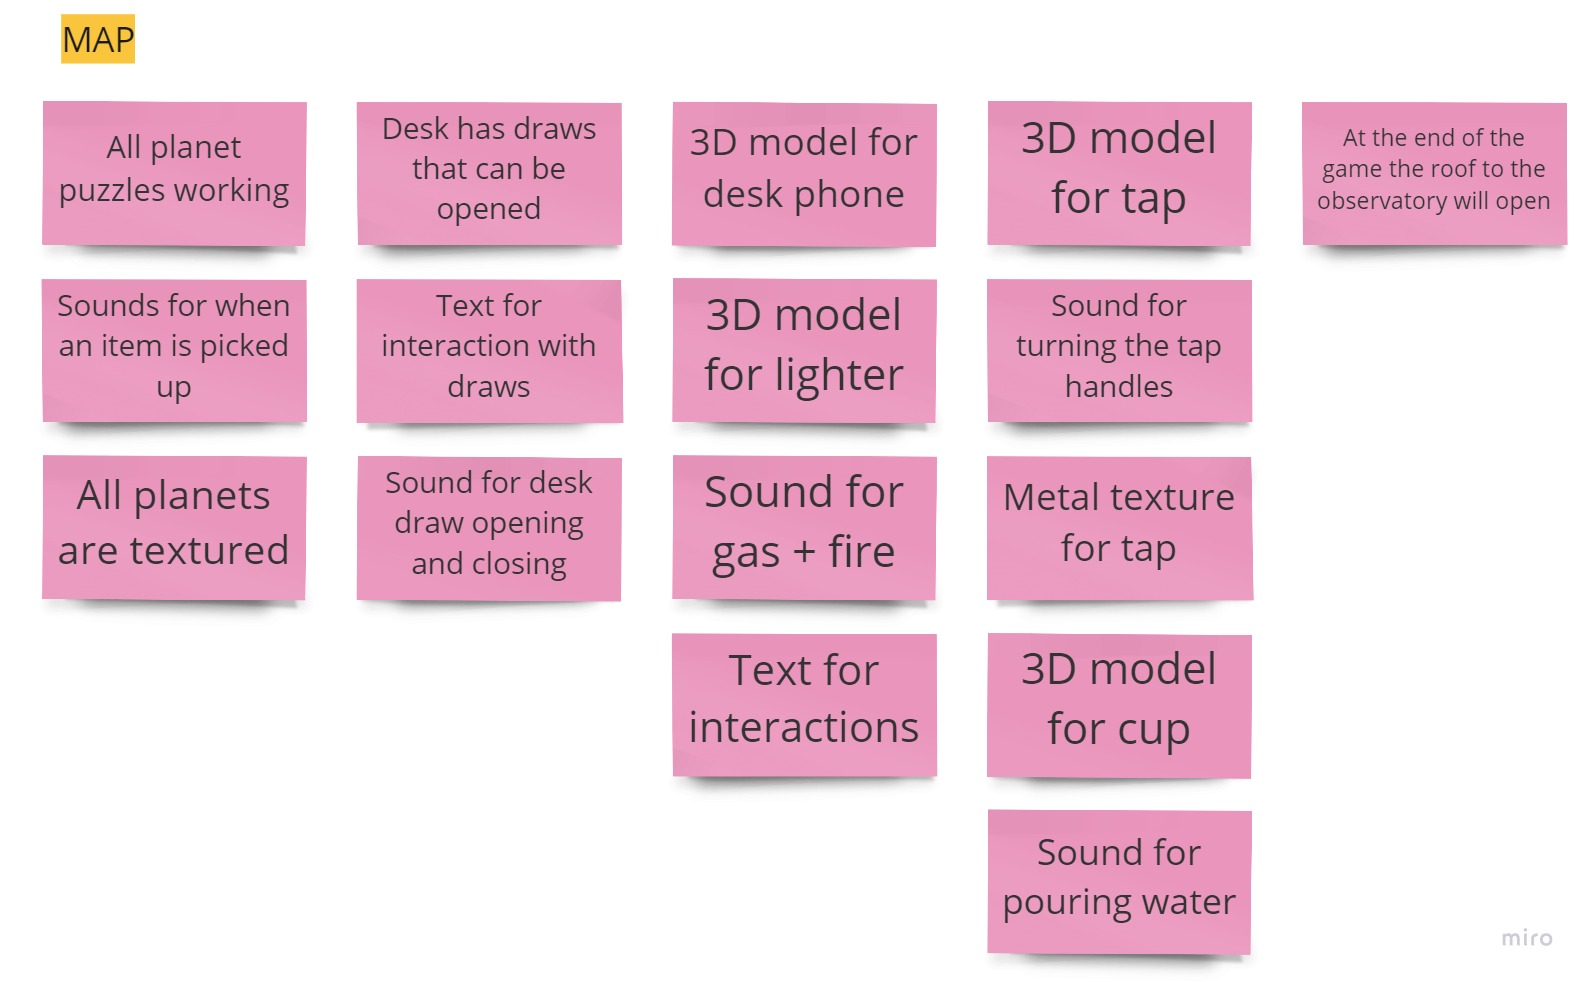 MAP
All planet
puzzles working
Desk has draws
that can be
opened
3D model for
desk phone
3D model
for tap
At the end of the
game the roof to the
observatory will open
Sounds for when
an item is picked
up
Text for
interaction with
draws
3D model
for lighter
Sound for
turning the tap
handles
All planets
are textured
Sound for desk
draw opening
and closing
Sound for
gas + fire
Metal texture
for tap
Text for
interactions
3D model
for cup
Sound for
pouring water
miro